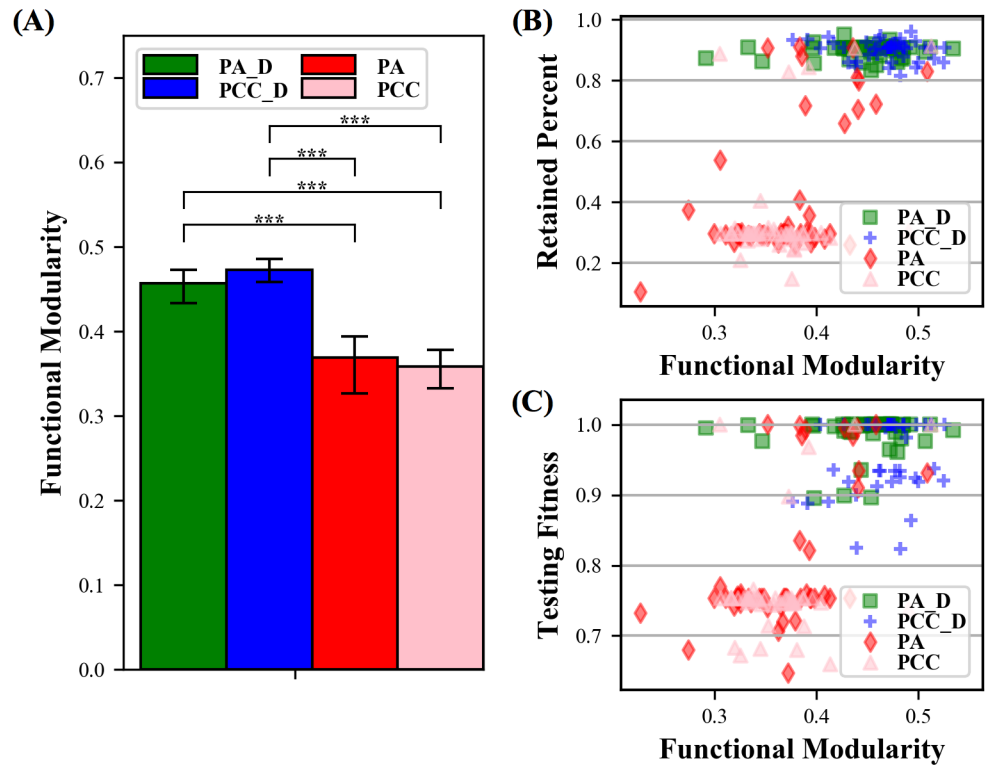 (A)
Functional Modularity
0.7
0.6
0.5
0.4
0.3
0.2
0.1
0.0
PA_D
PCC_D
PA
PCC
***
***
***
***
(B)
Retained Percent
1.0
0.8
0.6
0.4
0.2
PA_D
PCC_D
PA
PCC
0.3 0.4 0.5
Functional Modularity
(C)
Testing Fitness
1.0
0.9
0.8
0.7
PA_D
PCC_D
PA
PCC
0.3 0.4 0.5
Functional Modularity